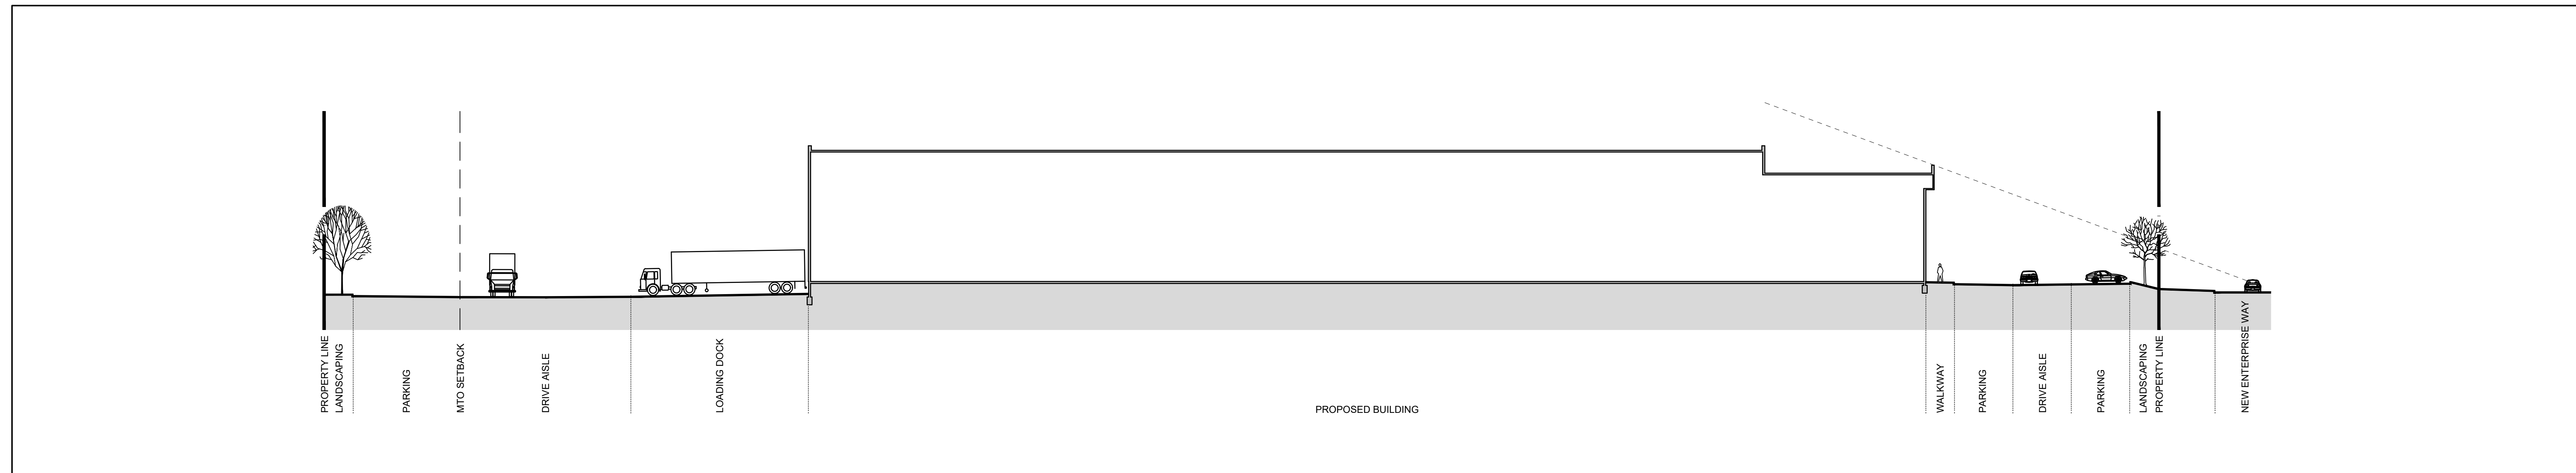 PROPERTY LINE
LANDSCAPING
PARKING
MTO SETBACK
DRIVE AISLE
LOADING DOCK
PROPOSED BUILDING
WALKWAY
PARKING
DRIVE AISLE
PARKING
LANDSCAPING
PROPERTY LINE
NEW ENTERPRISE WAY